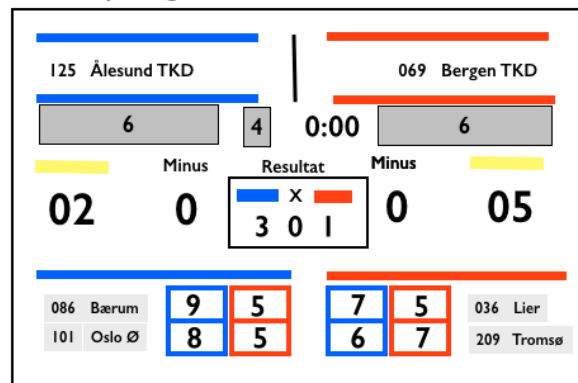 125 Ålesund TKD 069 Bergen TKD
6 4 0:00 6
Minus Resultat Minus
02 0 X 0 05
3 0 1
086 Bærum 9 5 7 5 036 Lier
101 Oslo Ø 8 5 6 7 209 Tromsø